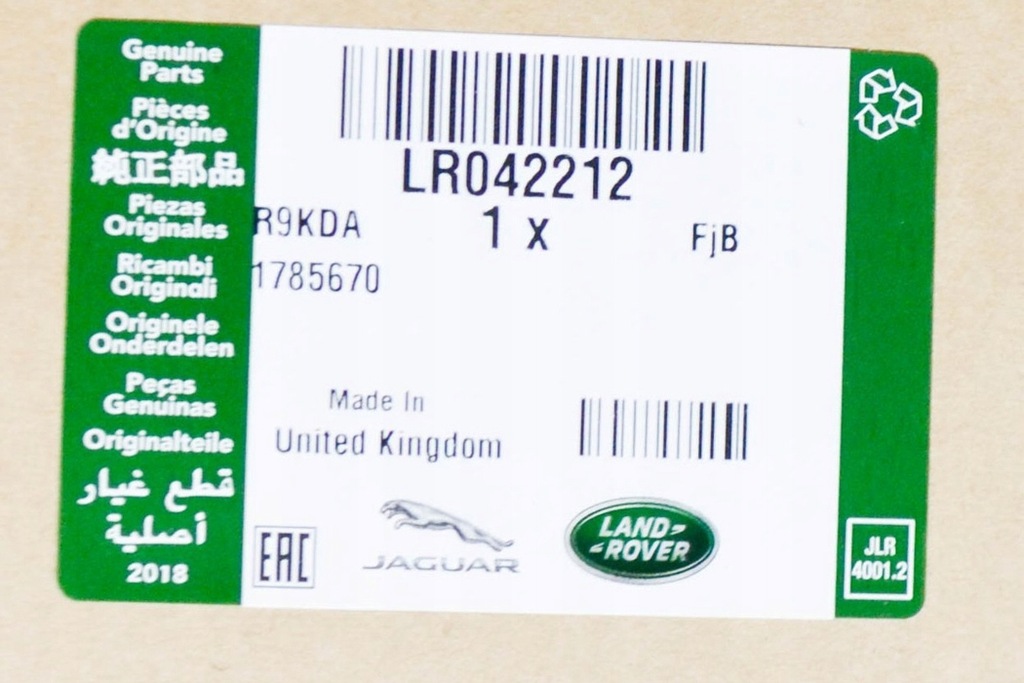 Genuine
Parts
Pièces
d'Origine
純正部品
Piezas
Originales
Ricambi
Originali
Originele
Onderdelen
Peças
Genuinas
Originalteile
قطع غيار
أصلية
2018
LR042212
R9KDA
1 x
FjB
1785670
Made In
United Kingdom
EAC
JAGUAR
LAND
ROVER
JLR
4001.2